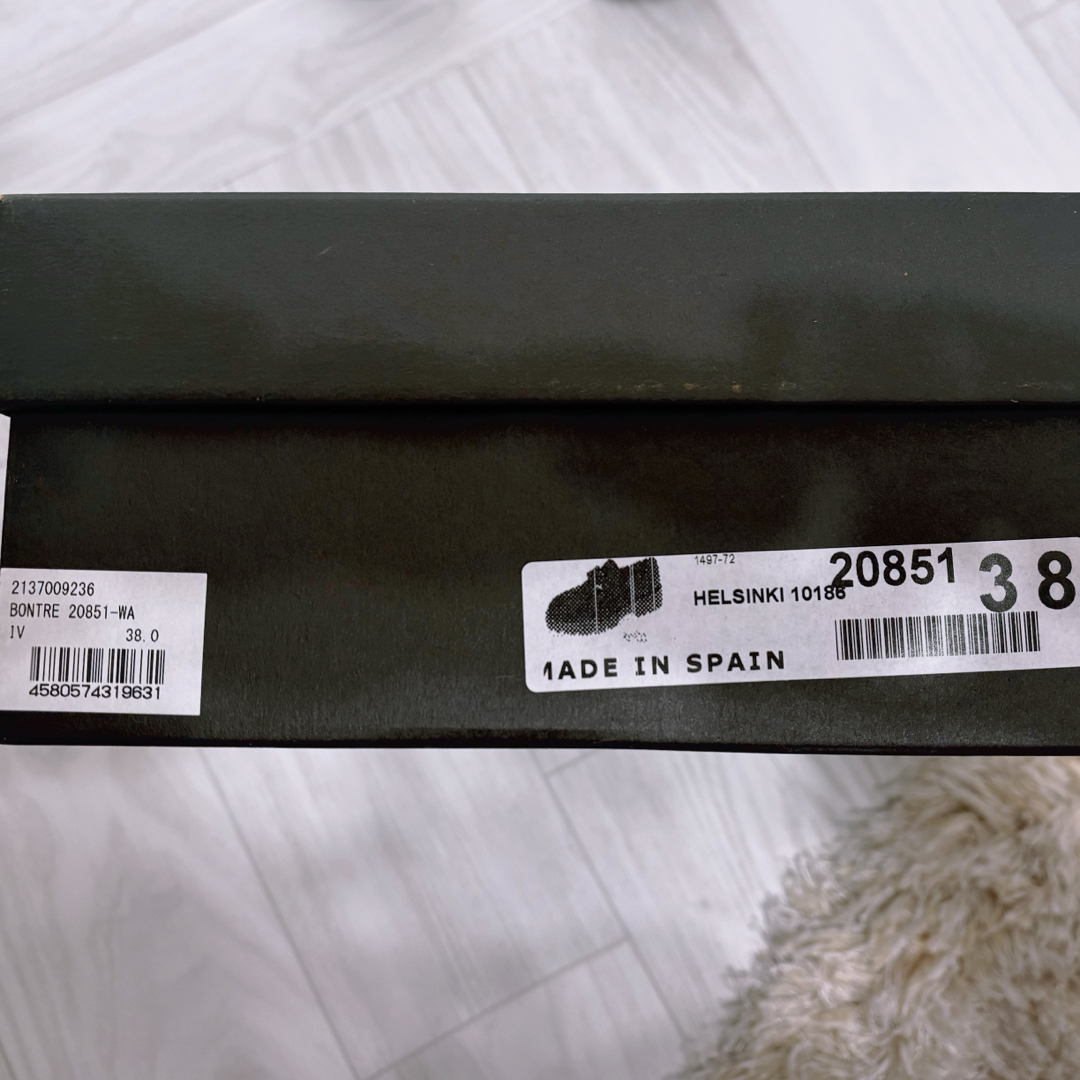 2137009236
BONTRE 20851-WA
IV 38.0
4580574319631
1497-72
HELSINKI 10186
20851
38
MADE IN SPAIN